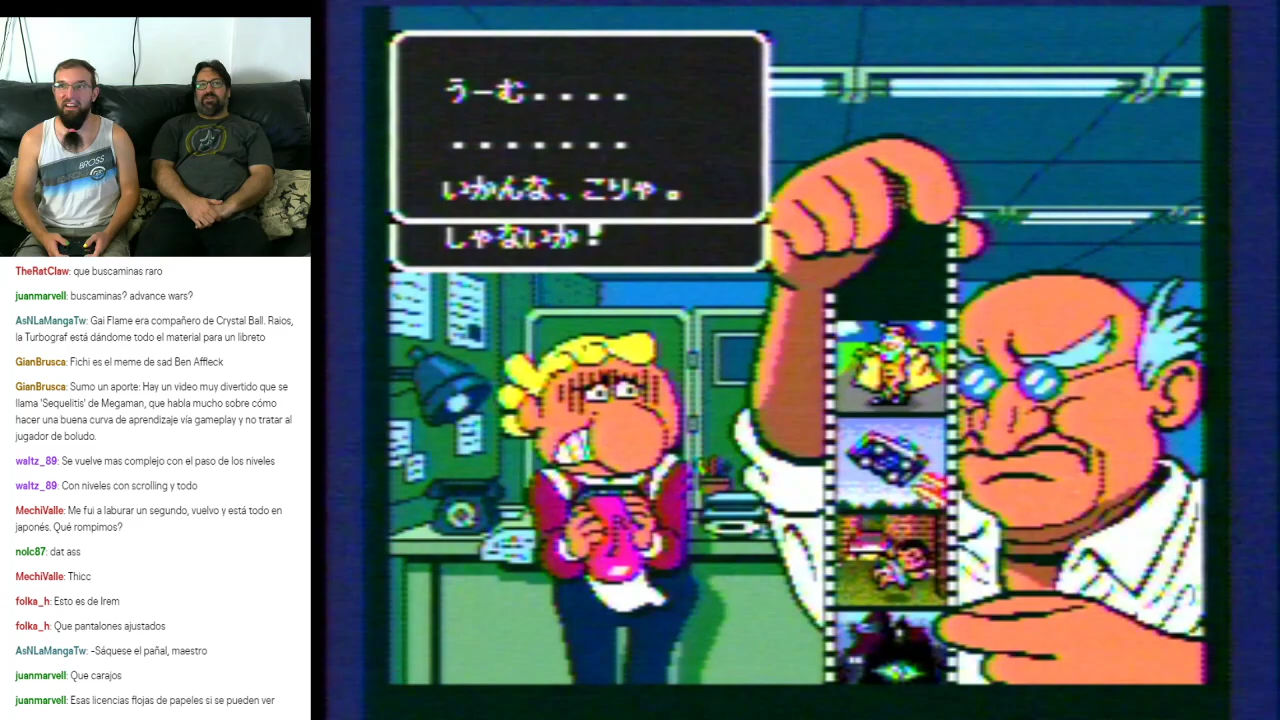 BROSS
TheRatClaw: que buscaminas raro
juanmarvell: buscaminas? advance wars?
AsNLaMangaTw: Gai Flame era compañero de Crystal Ball. Raios,
la Turbograf está dándome todo el material para un
libreto
GianBrusca: Fichi es el meme de sad Ben Affleck
GianBrusca: Sumo un aporte: Hay un video muy divertido que se
llama 'Sequelitis' de Megaman, que habla mucho sobre cómo
hacer una buena curva de aprendizaje vía gameplay y no tratar al
jugador de boludo.
waltz_89: Se vuelve mas complejo con el paso de los niveles
waltz_89: Con niveles con scrolling y todo
MechiValle: Me fui a laburar un segundo, vuelvo y está todo en
japonés. Qué rompimos?
nolc87: dat ass
MechiValle: Thicc
folka_h: Esto es de Irem
folka_h: Que pantalones ajustados
AsNLaMangaTw: -Sáquese el pañal, maestro
juanmarvell: Que carajos
juanmarvell: Esas licencias flojas de papeles si se pueden ver
うーむ....
.......
いかんな、こりゃ。
しゃないか!